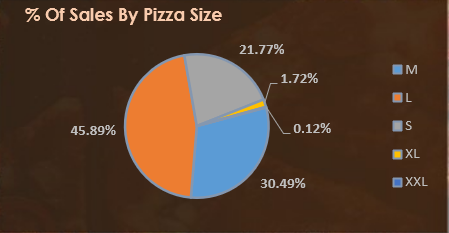 % Of Sales By Pizza Size
21.77%
1.72%
0.12%
45.89%
30.49%
M
L
S
XL
XXL